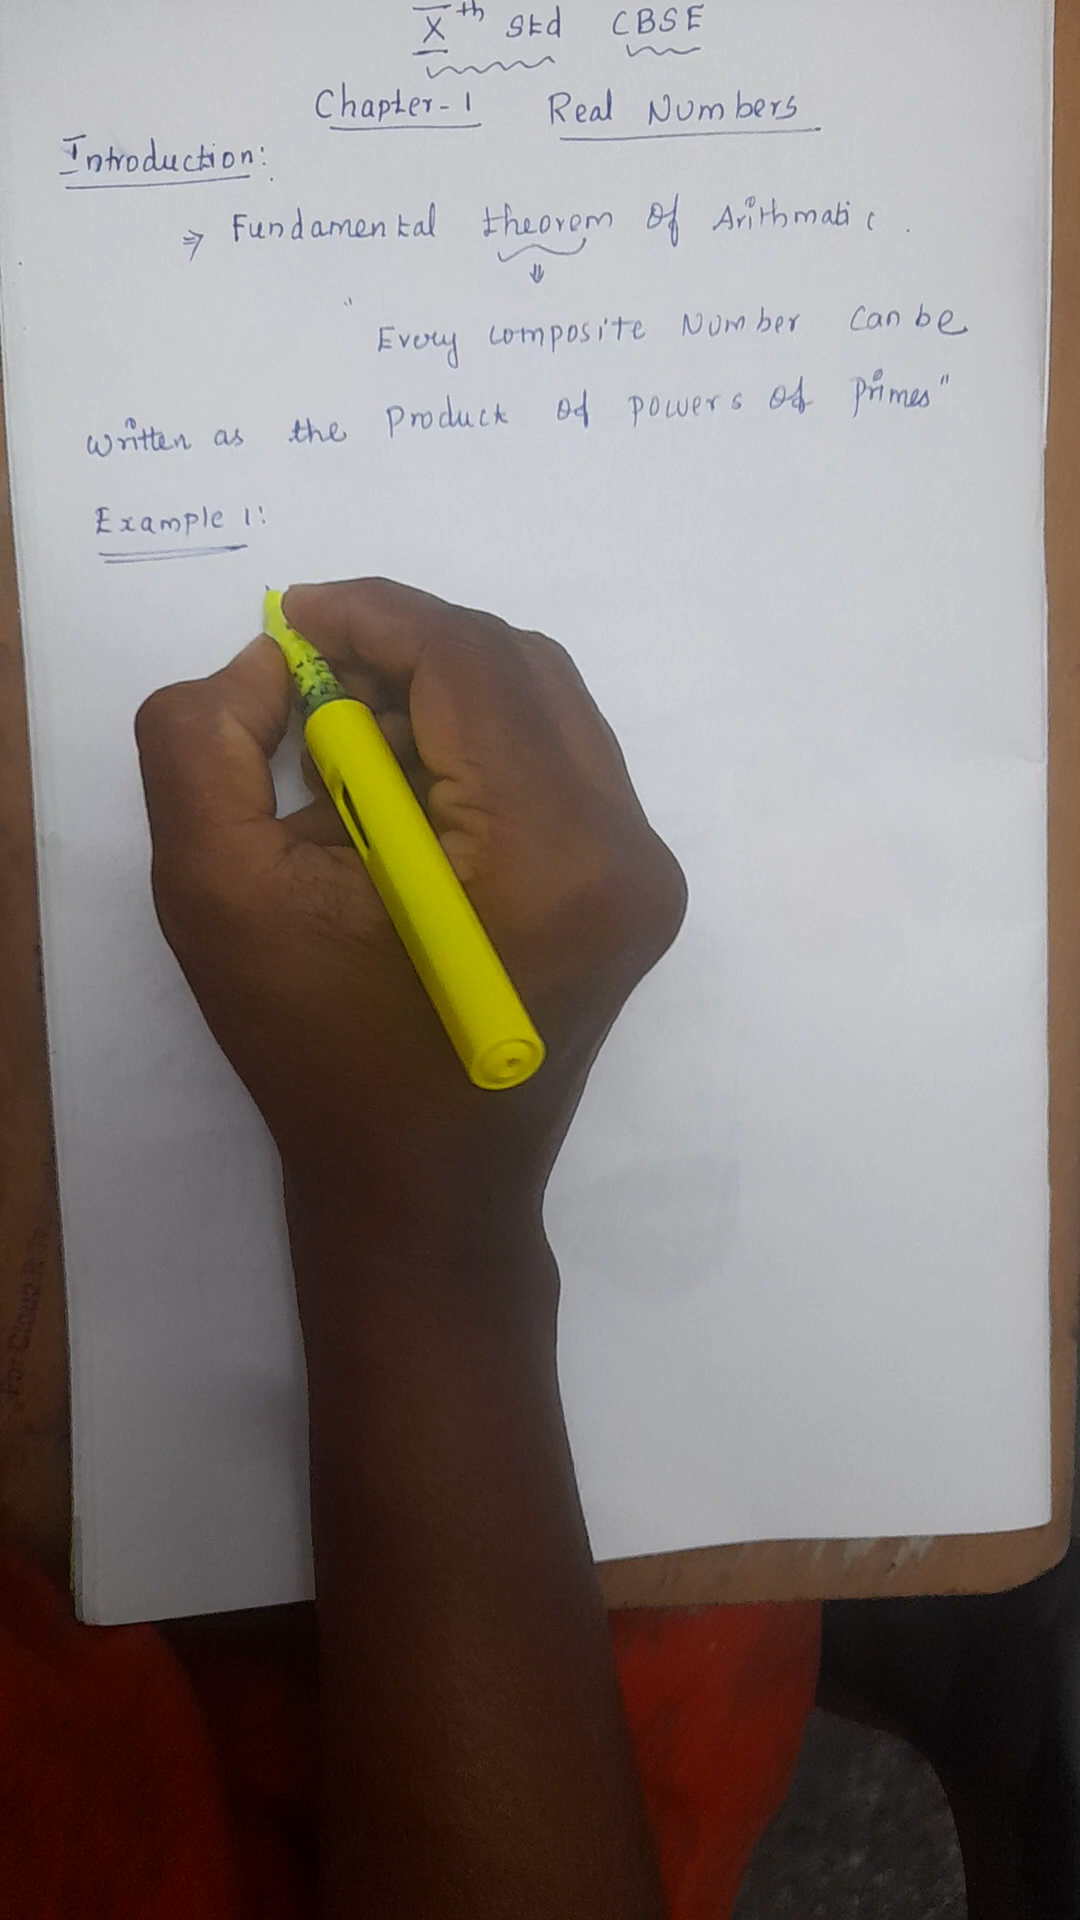 Xth Std CBSE
Chapter-1 Real Numbers
Introduction:
⇒ Fundamental theorem of Arithmatic.
⇓
"Every composite Number can be
written as the Product of powers of Primes"
Example 1: